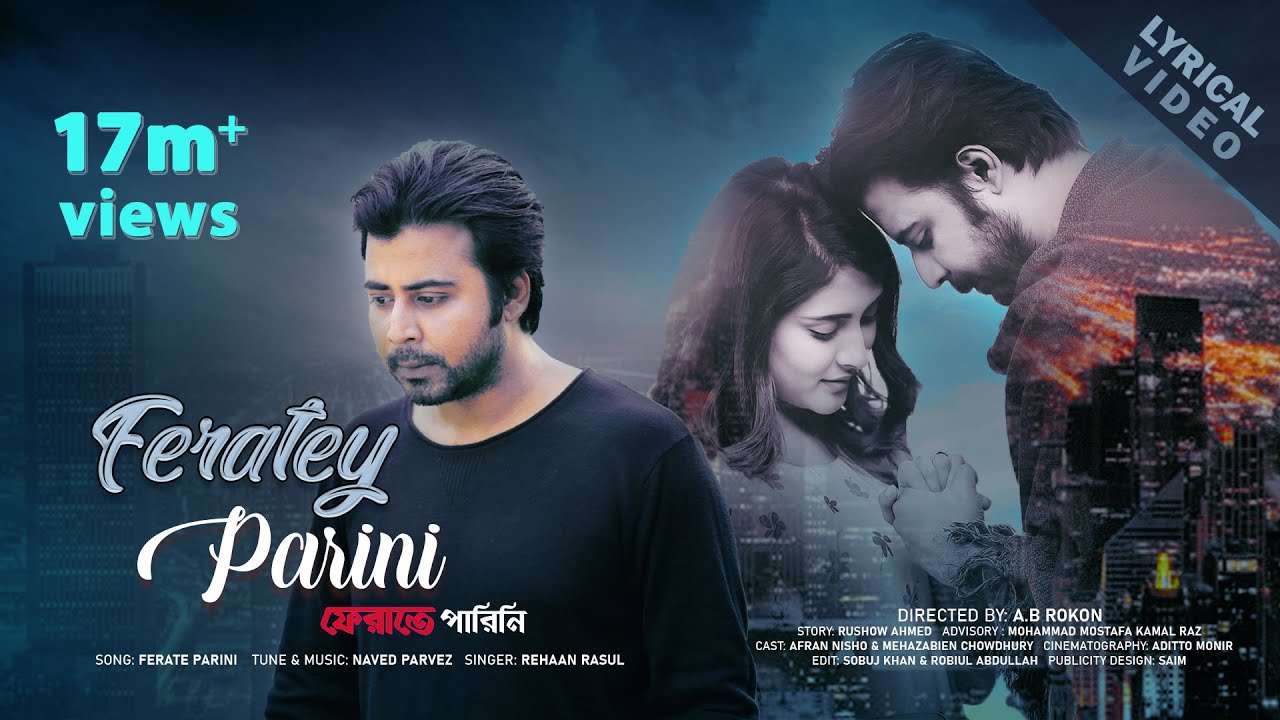 LYRICAL
VIDEO
17m+
views
Feratey
Parini
ফেরাতে পারিনি
SONG: FERATE PARINI TUNE & MUSIC: NAVED PARVEZ SINGER: REHAAN RASUL
DIRECTED BY: A.B ROKON
STORY: RUSHOW AHMED ADVISORY : MOHAMMAD MOSTAFA KAMAL RAZ
CAST: AFRAN NISHO & MEHAZABIEN CHOWDHURY CINEMATOGRAPHY: ADITTO MONIR
EDIT: SOBUJ KHAN & ROBIUL ABDULLAH PUBLICITY DESIGN: SAIM